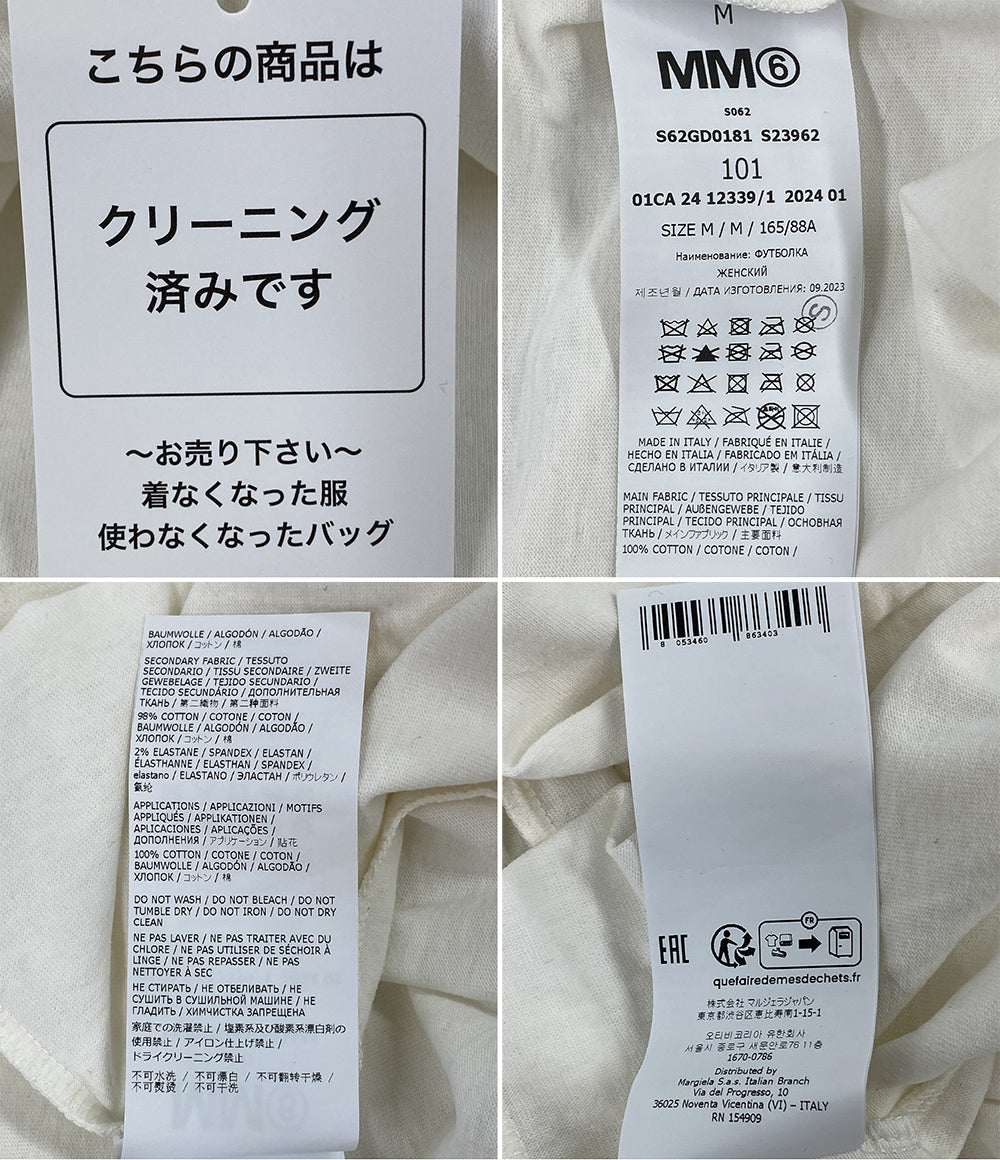 こちらの商品は
クリーニング
済みです
～お売り下さい～
着なくなった服
使わなくなったバッグ
M
MM⑥
S062
S62GD0181 S23962
101
01CA 24 12339/1 2024 01
SIZE M / M / 165/88A
Наименование: ФУТБОЛКА
ЖЕНСКИЙ
제조년월 / ДАТА ИЗГОТОВЛЕНИЯ: 09.2023
S
MADE IN ITALY / FABRIQUÉ EN ITALIE /
HECHO EN ITALIA / FABRICADO EM ITÁLIA /
СДЕЛАНО В ИТАЛИИ / イタリア製 / 意大利制造
MAIN FABRIC / TESSUTO PRINCIPALE / TISSU
PRINCIPAL / AUßENGEWEBE / TEJIDO
PRINCIPAL / TECIDO PRINCIPAL / ОСНОВНАЯ
ТКАНЬ / メインファブリック / 主要面料
100% COTTON / COTONE / COTON /
BAUMWOLLE / ALGODÓN / ALGODÃO /
ХЛОПОК / コットン / 棉
SECONDARY FABRIC / TESSUTO
SECONDARIO / TISSU SECONDAIRE / ZWEITE
GEWEBELAGE / TEJIDO SECUNDARIO /
TECIDO SECUNDÁRIO / ДОПОЛНИТЕЛЬНАЯ
ТКАНЬ / 第二織物 / 第二种面料
98% COTTON / COTONE / COTON /
BAUMWOLLE / ALGODÓN / ALGODÃO /
ХЛОПОК / コットン / 棉
2% ELASTANE / SPANDEX / ELASTAN /
ÉLASTHANNE / ELASTHAN / SPANDEX /
elastano / ELASTANO / ЭЛАСТАН / ポリウレタン /
氨纶
APPLICATIONS / APPLICAZIONI / MOTIFS
APPLIQUÉS / APPLIKATIONEN /
APLICACIONES / APLICAÇÕES /
ДОПОЛНЕНИЯ / アプリケーション / 貼花
100% COTTON / COTONE / COTON /
BAUMWOLLE / ALGODÓN / ALGODÃO /
ХЛОПОК / コットン / 棉
DO NOT WASH / DO NOT BLEACH / DO NOT
TUMBLE DRY / DO NOT IRON / DO NOT DRY
CLEAN
NE PAS LAVER / NE PAS TRAITER AVEC DU
CHLORE / NE PAS UTILISER DE SÉCHOIR À
LINGE / NE PAS REPASSER / NE PAS
NETTOYER À SEC
НЕ СТИРАТЬ / НЕ ОТБЕЛИВАТЬ / НЕ
СУШИТЬ В СУШИЛЬНОЙ МАШИНЕ / НЕ
ГЛАДИТЬ / ХИМЧИСТКА ЗАПРЕЩЕНА
家庭での洗濯禁止 / 塩素系及び酸素系漂白剤の
使用禁止 / アイロン仕上げ禁止 /
ドライクリーニング禁止
不可水洗 / 不可漂白 / 不可翻转干燥 /
不可熨烫 / 不可干洗
8 053460 863403
FR
EAC
quefairedemesdechets.fr
株式会社 マルジェラジャパン
東京都渋谷区恵比寿南1-15-1
오티비코리아 유한회사
서울시 종로구 새문안로76 11층
1670-0786
Distributed by
Margiela S.a.s. Italian Branch
Via del Progresso, 10
36025 Noventa Vicentina (VI) – ITALY
RN 154909